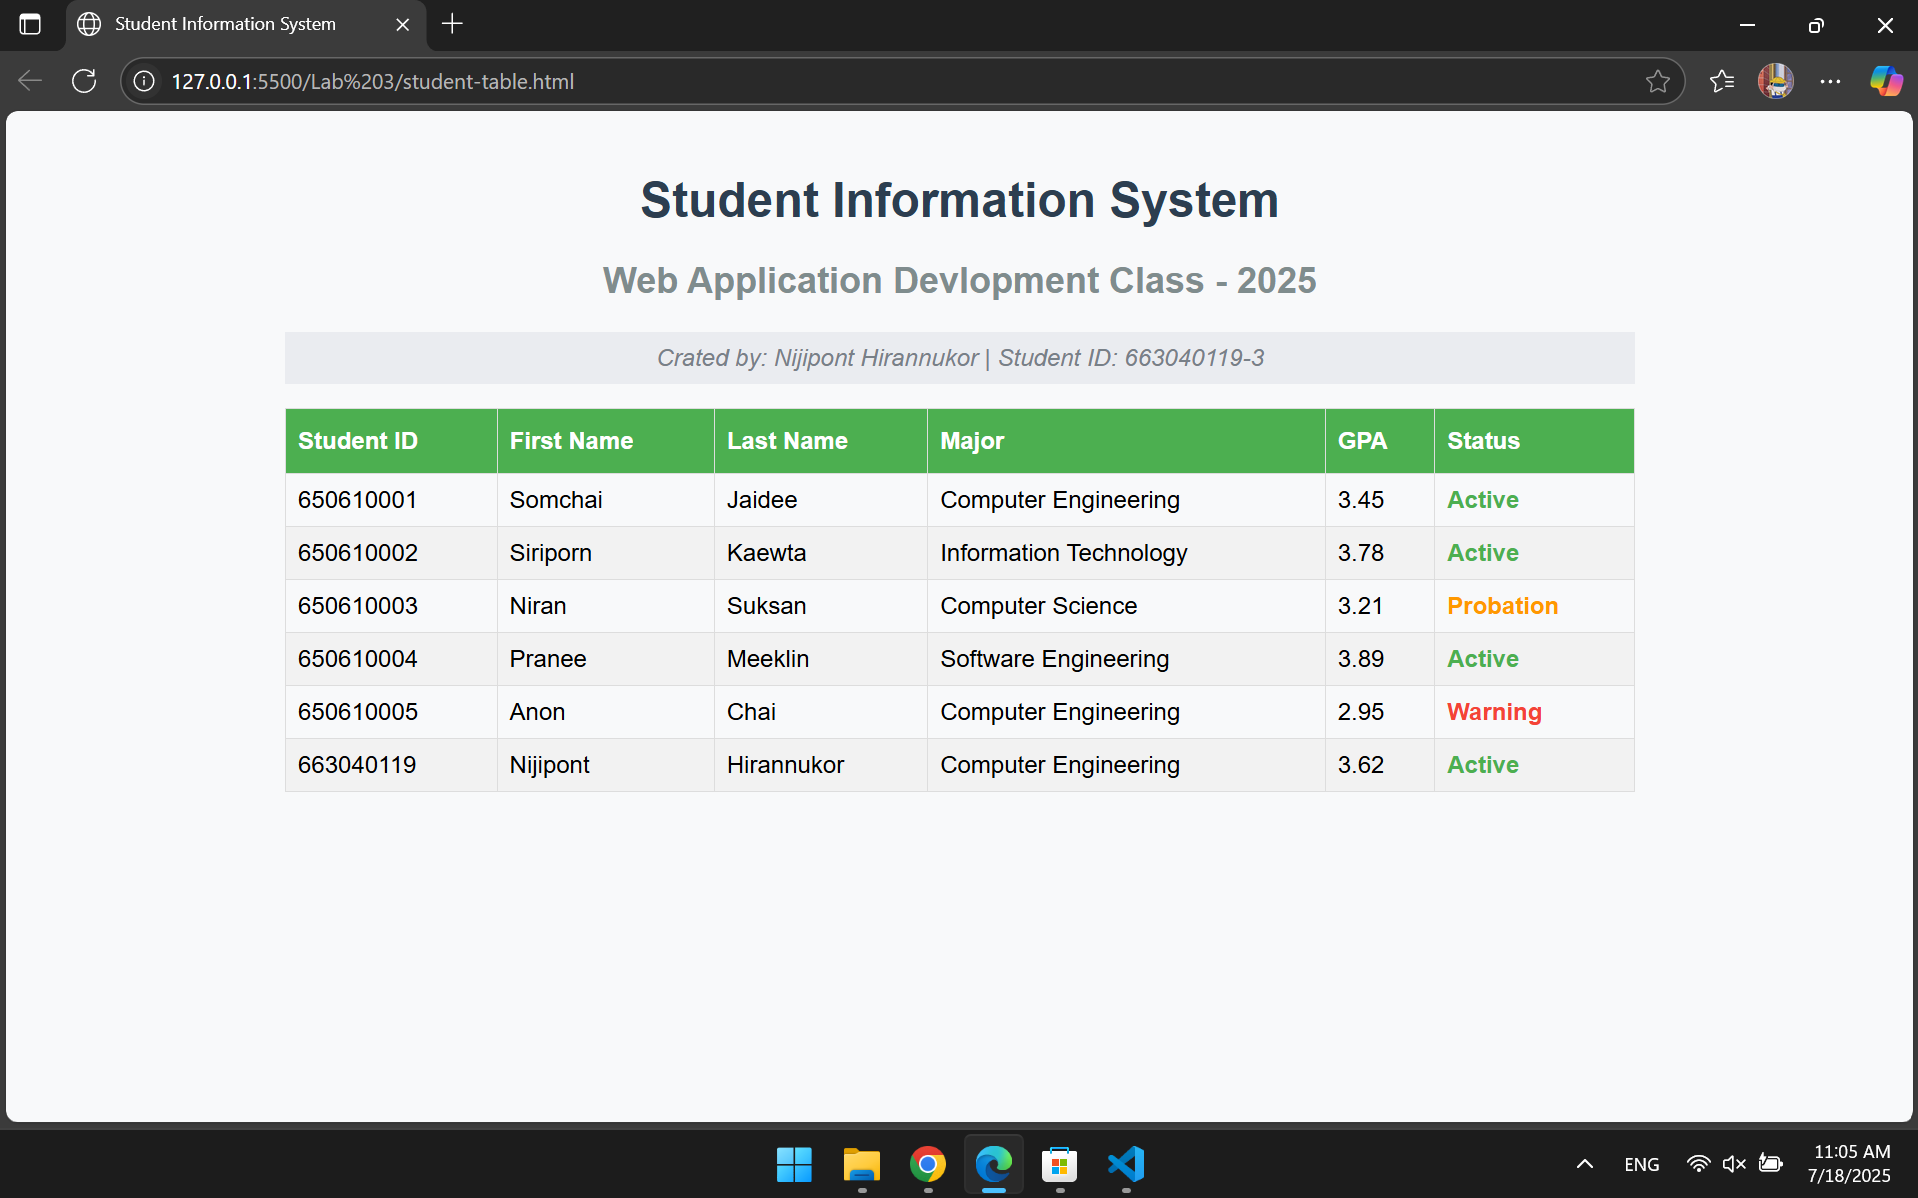 Student Information System
127.0.0.1:5500/Lab%203/student-table.html
Student Information System
Web Application Devlopment Class - 2025
Crated by: Nijipont Hirannukor | Student ID: 663040119-3
Student ID First Name Last Name Major GPA Status
650610001 Somchai Jaidee Computer Engineering 3.45 Active
650610002 Siriporn Kaewta Information Technology 3.78 Active
650610003 Niran Suksan Computer Science 3.21 Probation
650610004 Pranee Meeklin Software Engineering 3.89 Active
650610005 Anon Chai Computer Engineering 2.95 Warning
663040119 Nijipont Hirannukor Computer Engineering 3.62 Active
ENG
11:05 AM
7/18/2025